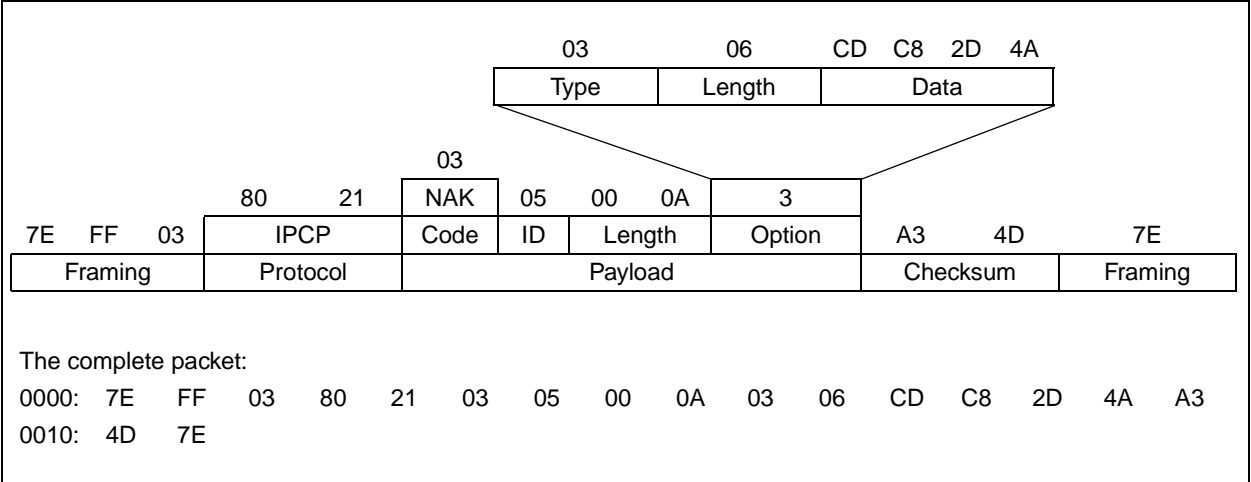 03 06 CD C8 2D 4A
Type Length Data
03
80 21 NAK 05 00 0A 3
7E FF 03 IPCP Code ID Length Option A3 4D 7E
Framing Protocol Payload Checksum Framing
The complete packet:
0000: 7E FF 03 80 21 03 05 00 0A 03 06 CD C8 2D 4A A3
0010: 4D 7E